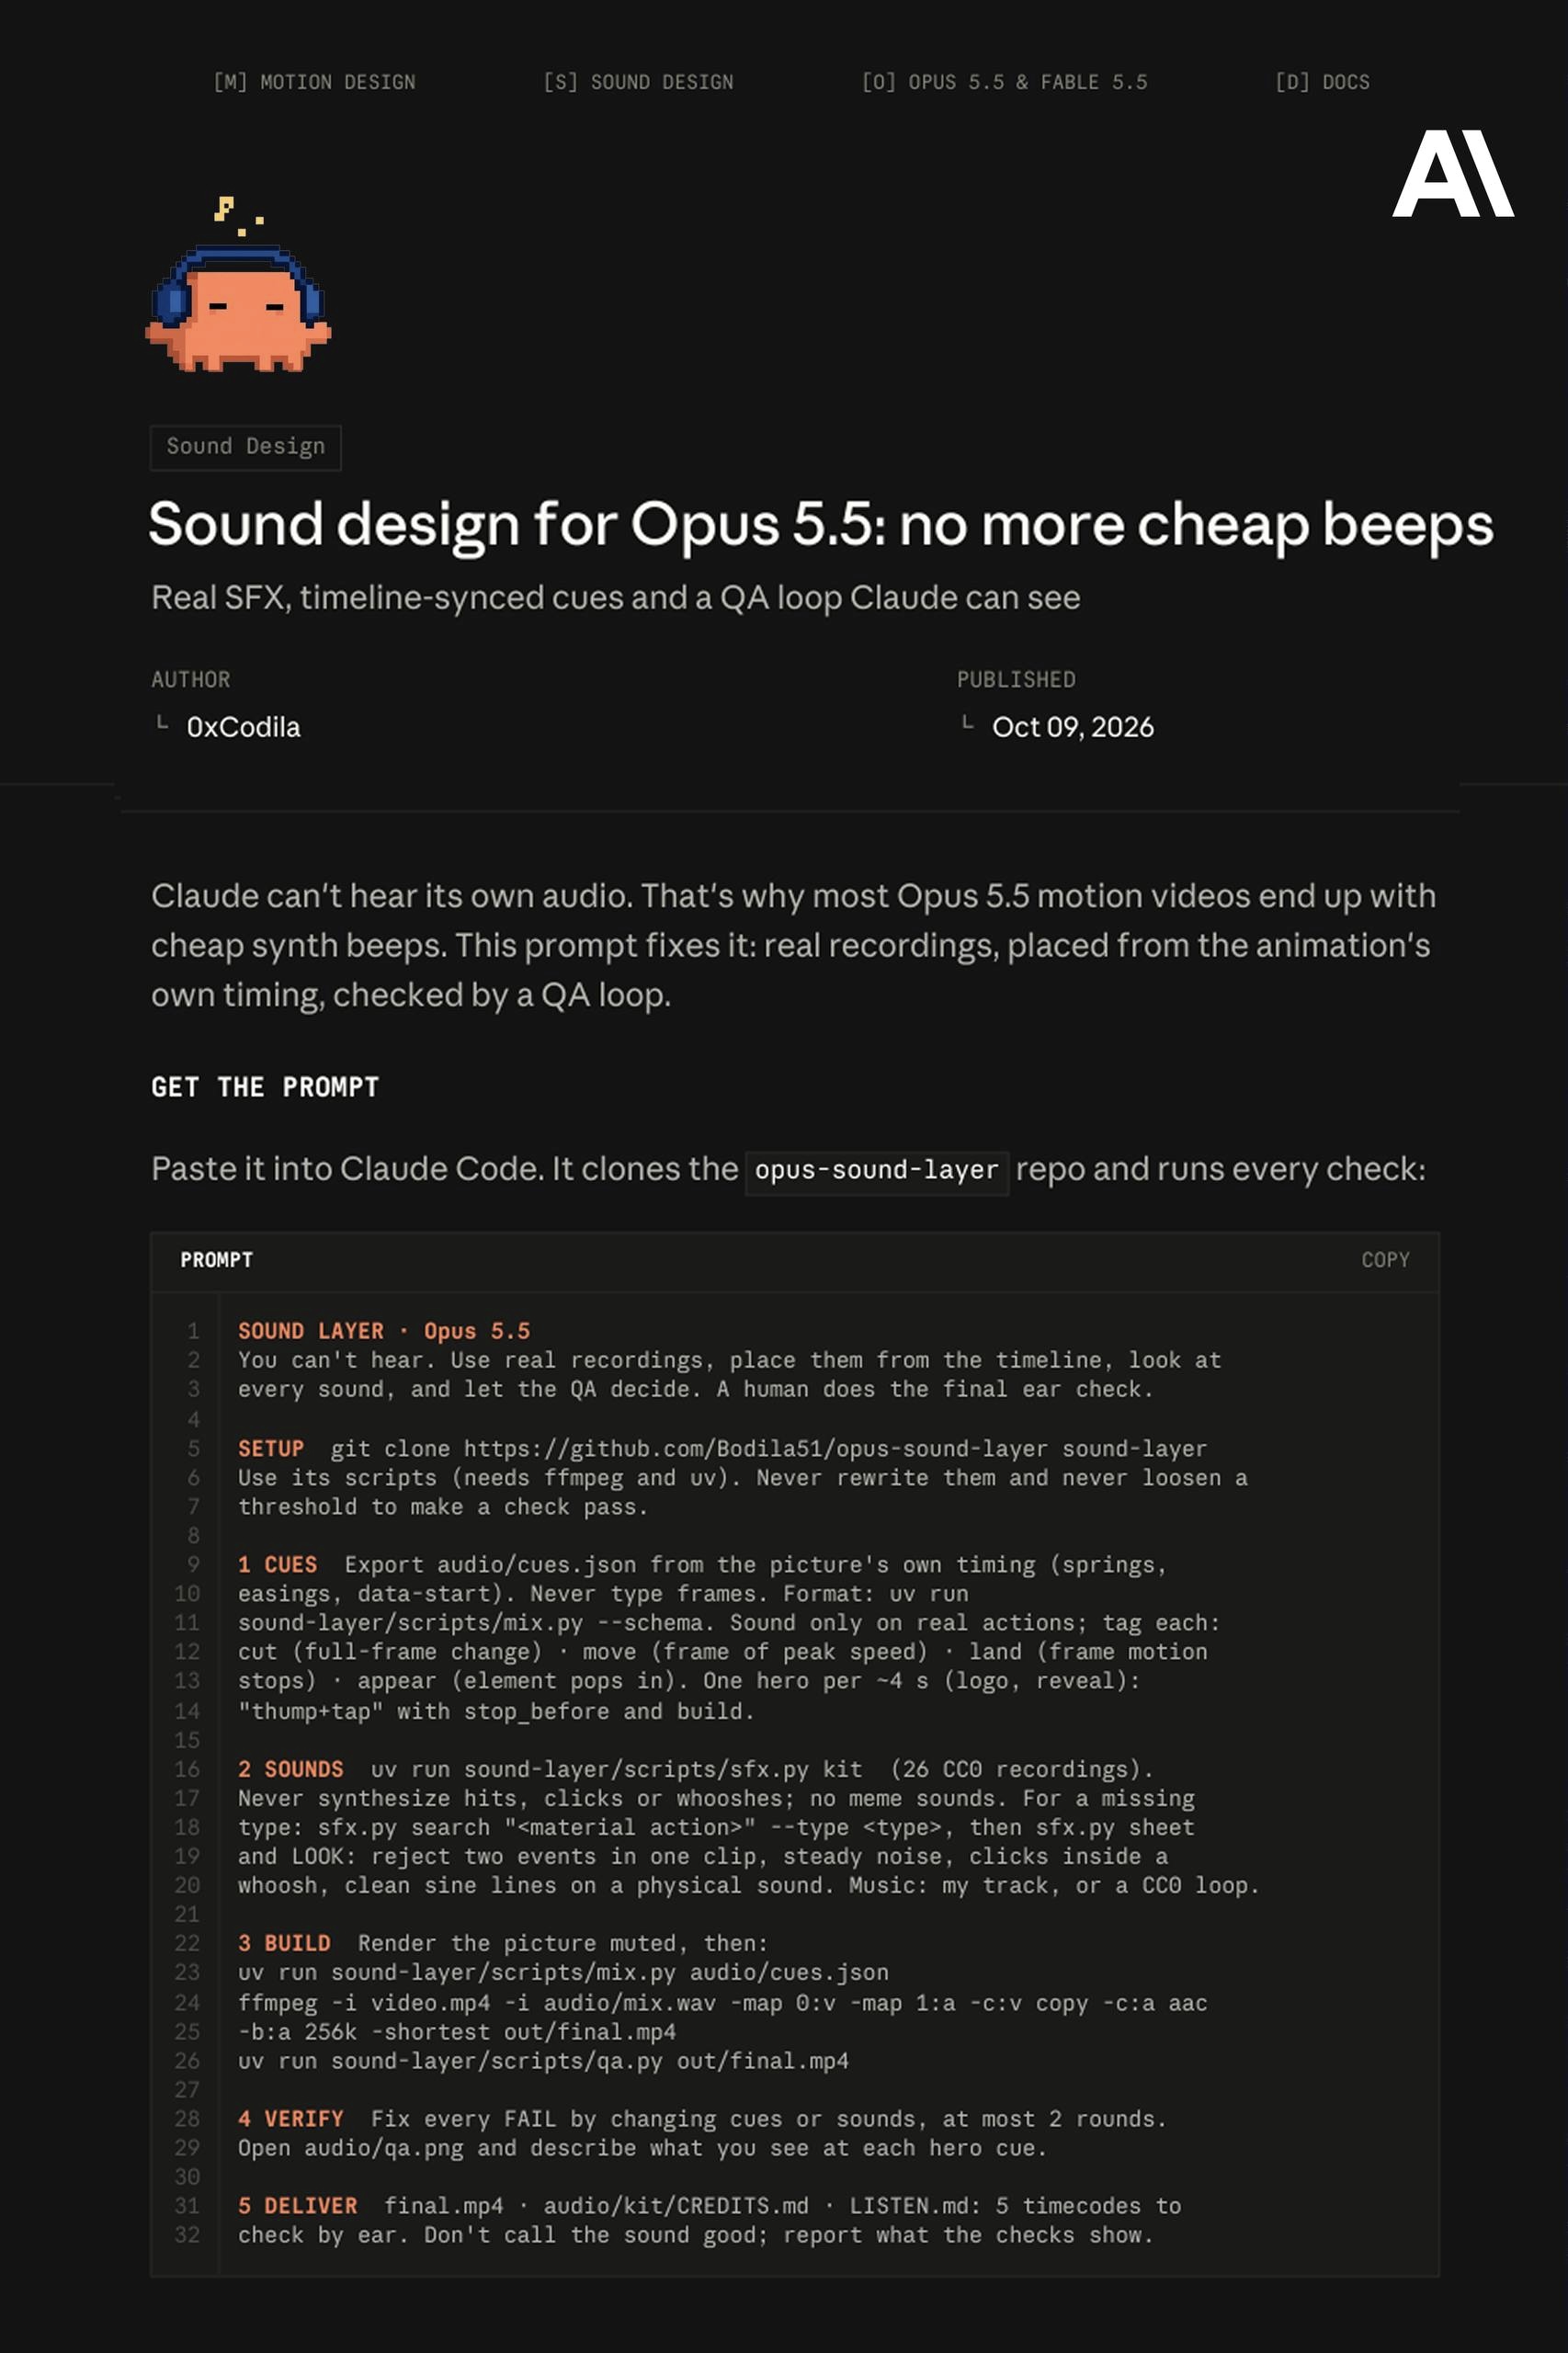 [M] MOTION DESIGN [S] SOUND DESIGN [O] OPUS 5.5 & FABLE 5.5 [D] DOCS
A\
Sound Design
Sound design for Opus 5.5: no more cheap beeps
Real SFX, timeline-synced cues and a QA loop Claude can see
AUTHOR
└ 0xCodila
PUBLISHED
└ Oct 09, 2026
Claude can't hear its own audio. That's why most Opus 5.5 motion videos end up with
cheap synth beeps. This prompt fixes it: real recordings, placed from the animation's
own timing, checked by a QA loop.
GET THE PROMPT
Paste it into Claude Code. It clones the opus-sound-layer repo and runs every check:
PROMPT COPY
1 SOUND LAYER · Opus 5.5
2 You can't hear. Use real recordings, place them from the timeline, look at
3 every sound, and let the QA decide. A human does the final ear check.
4
5 SETUP git clone https://github.com/Bodila51/opus-sound-layer sound-layer
6 Use its scripts (needs ffmpeg and uv). Never rewrite them and never loosen a
7 threshold to make a check pass.
8
9 1 CUES Export audio/cues.json from the picture's own timing (springs,
10 easings, data-start). Never type frames. Format: uv run
11 sound-layer/scripts/mix.py --schema. Sound only on real actions; tag each:
12 cut (full-frame change) · move (frame of peak speed) · land (frame motion
13 stops) · appear (element pops in). One hero per ~4 s (logo, reveal):
14 "thump+tap" with stop_before and build.
15
16 2 SOUNDS uv run sound-layer/scripts/sfx.py kit (26 CC0 recordings).
17 Never synthesize hits, clicks or whooshes; no meme sounds. For a missing
18 type: sfx.py search "<material action>" --type <type>, then sfx.py sheet
19 and LOOK: reject two events in one clip, steady noise, clicks inside a
20 whoosh, clean sine lines on a physical sound. Music: my track, or a CC0 loop.
21
22 3 BUILD Render the picture muted, then:
23 uv run sound-layer/scripts/mix.py audio/cues.json
24 ffmpeg -i video.mp4 -i audio/mix.wav -map 0:v -map 1:a -c:v copy -c:a aac
25 -b:a 256k -shortest out/final.mp4
26 uv run sound-layer/scripts/qa.py out/final.mp4
27
28 4 VERIFY Fix every FAIL by changing cues or sounds, at most 2 rounds.
29 Open audio/qa.png and describe what you see at each hero cue.
30
31 5 DELIVER final.mp4 · audio/kit/CREDITS.md · LISTEN.md: 5 timecodes to
32 check by ear. Don't call the sound good; report what the checks show.